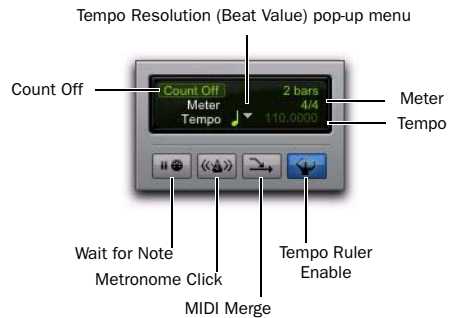 Tempo Resolution (Beat Value) pop-up menu
Count Off
Count Off 2 bars
Meter 4/4
Tempo 110.0000
Meter
Tempo
Wait for Note
Metronome Click
MIDI Merge
Tempo Ruler
Enable